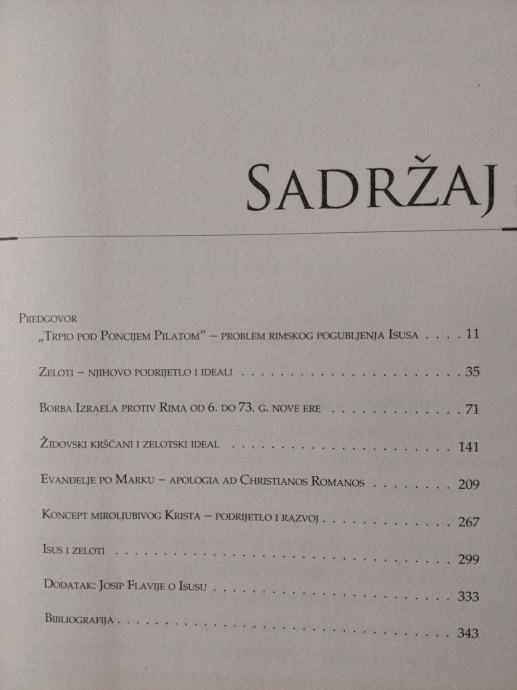 SADRŽAJ
PREDGOVOR
„TRPIO POD PONCIJEM PILATOM” – PROBLEM RIMSKOG POGUBLJENJA ISUSA . . . . 11
ZELOTI – NJIHOVO PODRIJETLO I IDEALI . . . . . . . . . . . . . . . . . . . . . . . 35
BORBA IZRAELA PROTIV RIMA OD 6. DO 73. G. NOVE ERE . . . . . . . . . . . . . . 71
ŽIDOVSKI KRŠĆANI I ZELOTSKI IDEAL . . . . . . . . . . . . . . . . . . . . . . . . 141
EVANĐELJE PO MARKU – APOLOGIA AD CHRISTIANOS ROMANOS . . . . . . . . . 209
KONCEPT MIROLJUBIVOG KRISTA – PODRIJETLO I RAZVOJ . . . . . . . . . . . . . 267
ISUS I ZELOTI . . . . . . . . . . . . . . . . . . . . . . . . . . . . . . . . . . . 299
DODATAK: JOSIP FLAVIJE O ISUSU . . . . . . . . . . . . . . . . . . . . . . . . . 333
BIBLIOGRAFIJA . . . . . . . . . . . . . . . . . . . . . . . . . . . . . . . . . . . 343